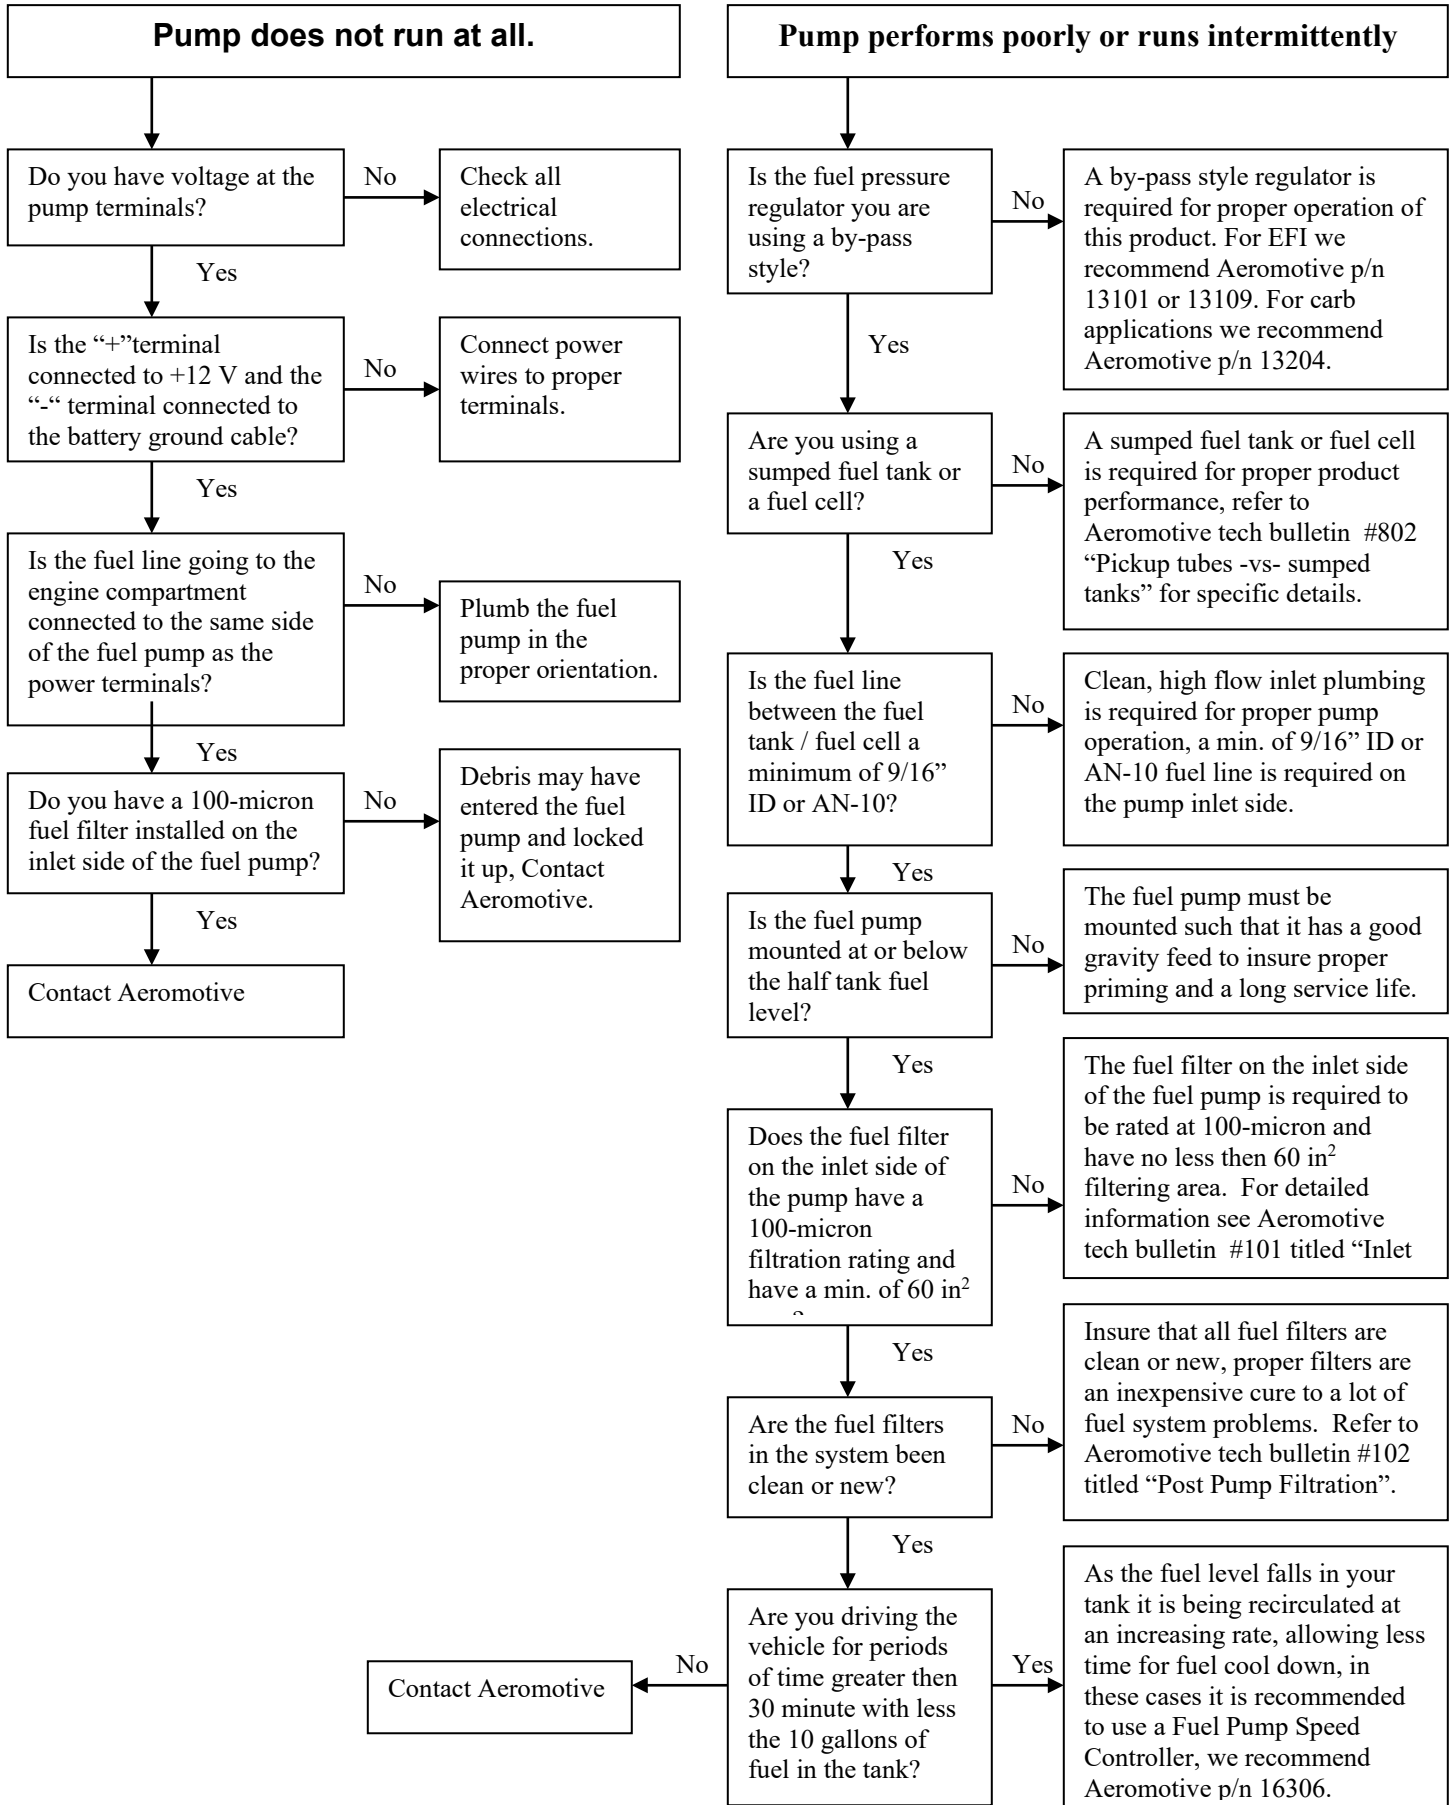 Pump does not run at all.
Do you have voltage at the
pump terminals?
No
Check all
electrical
connections.
Yes
Is the “+”terminal
connected to +12 V and the
“-“ terminal connected to
the battery ground cable?
No
Connect power
wires to proper
terminals.
Yes
Is the fuel line going to the
engine compartment
connected to the same side
of the fuel pump as the
power terminals?
No
Plumb the fuel
pump in the
proper orientation.
Yes
Do you have a 100-micron
fuel filter installed on the
inlet side of the fuel pump?
No
Debris may have
entered the fuel
pump and locked
it up, Contact
Aeromotive.
Yes
Contact Aeromotive
Pump performs poorly or runs intermittently
Is the fuel pressure
regulator you are
using a by-pass
style?
No
A by-pass style regulator is
required for proper operation of
this product. For EFI we
recommend Aeromotive p/n
13101 or 13109. For carb
applications we recommend
Aeromotive p/n 13204.
Yes
Are you using a
sumped fuel tank or
a fuel cell?
No
A sumped fuel tank or fuel cell
is required for proper product
performance, refer to
Aeromotive tech bulletin  #802
“Pickup tubes -vs- sumped
tanks” for specific details.
Yes
Is the fuel line
between the fuel
tank / fuel cell a
minimum of 9/16”
ID or AN-10?
No
Clean, high flow inlet plumbing
is required for proper pump
operation, a min. of 9/16” ID or
AN-10 fuel line is required on
the pump inlet side.
Yes
Is the fuel pump
mounted at or below
the half tank fuel
level?
No
The fuel pump must be
mounted such that it has a good
gravity feed to insure proper
priming and a long service life.
Yes
Does the fuel filter
on the inlet side of
the pump have a
100-micron
filtration rating and
have a min. of 60 in²
No
The fuel filter on the inlet side
of the fuel pump is required to
be rated at 100-micron and
have no less then 60 in²
filtering area.  For detailed
information see Aeromotive
tech bulletin  #101 titled “Inlet
Yes
Are the fuel filters
in the system been
clean or new?
No
Insure that all fuel filters are
clean or new, proper filters are
an inexpensive cure to a lot of
fuel system problems.  Refer to
Aeromotive tech bulletin #102
titled “Post Pump Filtration”.
Yes
Are you driving the
vehicle for periods
of time greater then
30 minute with less
the 10 gallons of
fuel in the tank?
No
Contact Aeromotive
Yes
As the fuel level falls in your
tank it is being recirculated at
an increasing rate, allowing less
time for fuel cool down, in
these cases it is recommended
to use a Fuel Pump Speed
Controller, we recommend
Aeromotive p/n 16306.